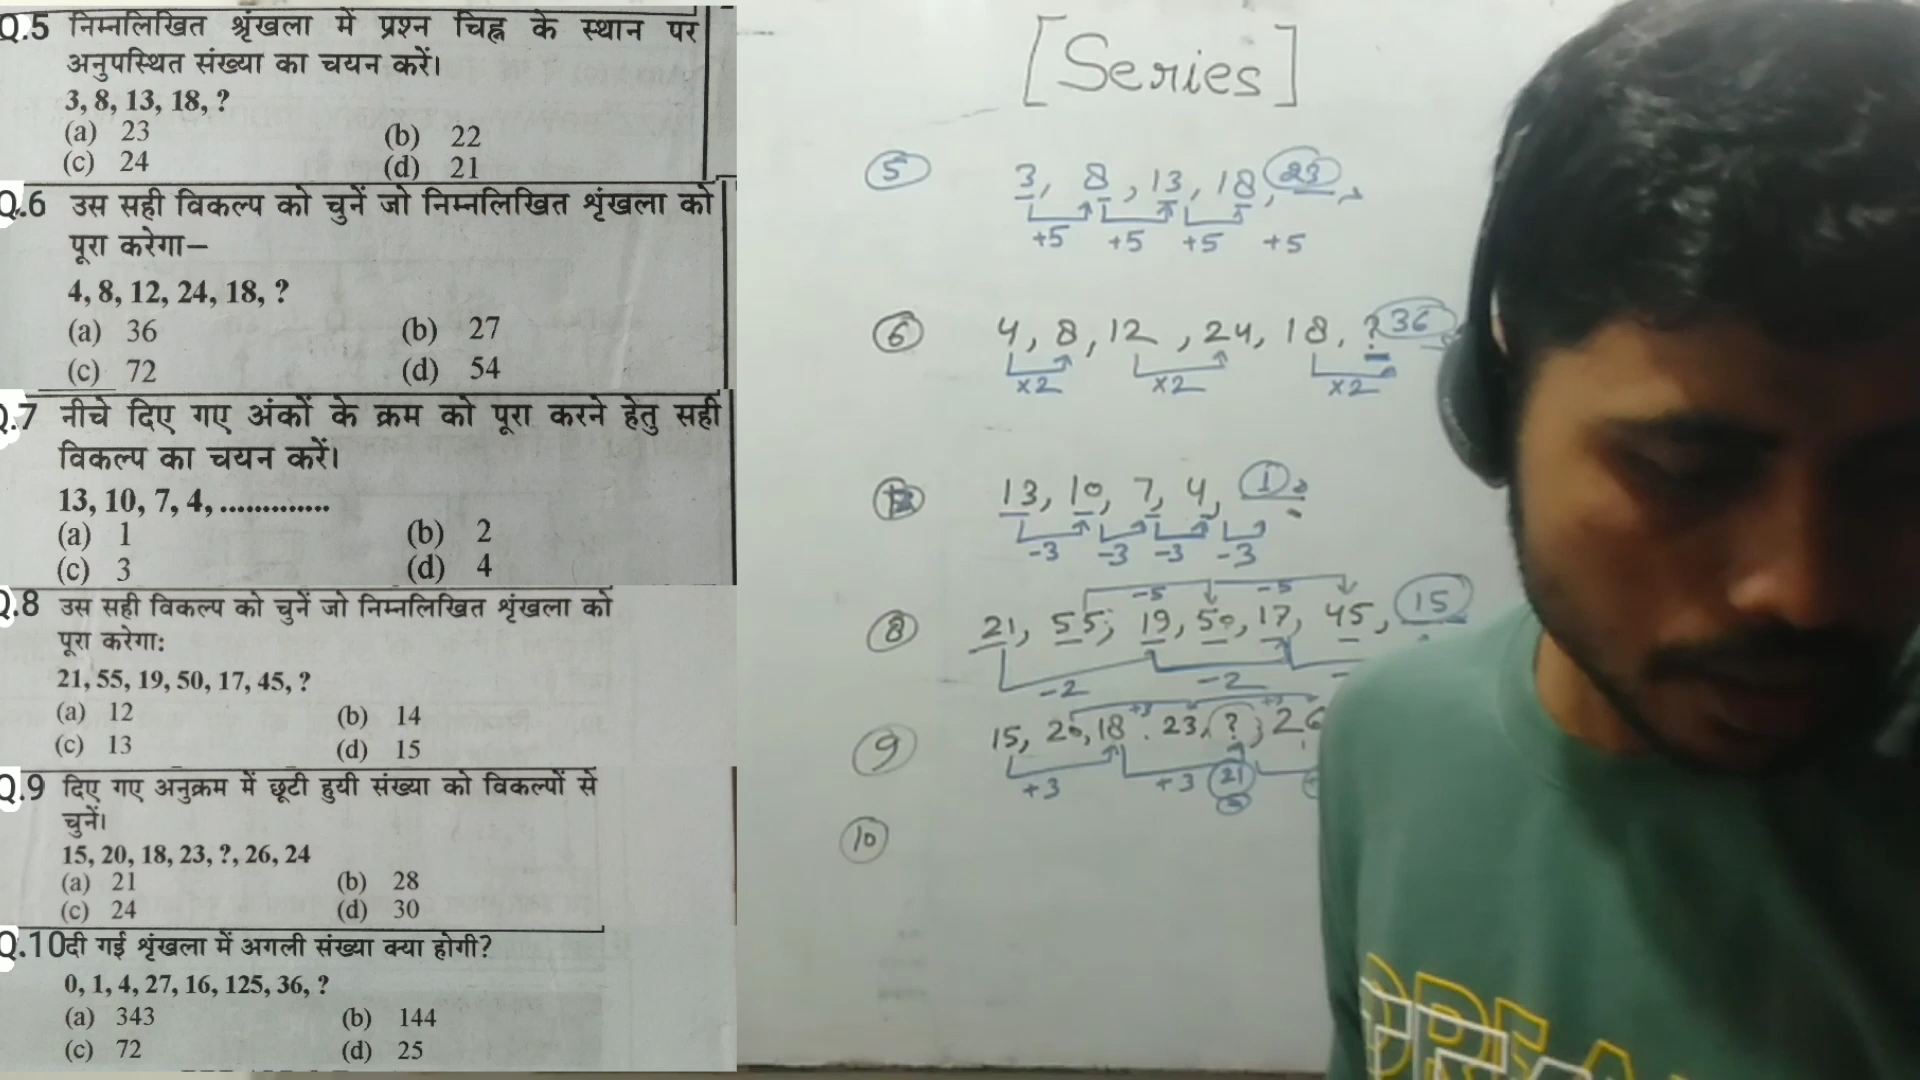 Q.5 निम्नलिखित श्रृंखला में प्रश्न चिह्न के स्थान पर
अनुपस्थित संख्या का चयन करें।
3, 8, 13, 18, ?
(a) 23 (b) 22
(c) 24 (d) 21
Q.6 उस सही विकल्प को चुनें जो निम्नलिखित शृंखला को
पूरा करेगा–
4, 8, 12, 24, 18, ?
(a) 36 (b) 27
(c) 72 (d) 54
Q.7 नीचे दिए गए अंकों के क्रम को पूरा करने हेतु सही
विकल्प का चयन करें।
13, 10, 7, 4, .............
(a) 1 (b) 2
(c) 3 (d) 4
Q.8 उस सही विकल्प को चुनें जो निम्नलिखित शृंखला को
पूरा करेगा:
21, 55, 19, 50, 17, 45, ?
(a) 12 (b) 14
(c) 13 (d) 15
Q.9 दिए गए अनुक्रम में छूटी हुयी संख्या को विकल्पों से
चुनें।
15, 20, 18, 23, ?, 26, 24
(a) 21 (b) 28
(c) 24 (d) 30
Q.10 दी गई शृंखला में अगली संख्या क्या होगी?
0, 1, 4, 27, 16, 125, 36, ?
(a) 343 (b) 144
(c) 72 (d) 25
[Series]
5 3, 8, 13, 18, 23
+5 +5 +5 +5
6 4, 8, 12, 24, 18, ? 36
×2 ×2 ×2
13, 10, 7, 4, 1
-3 -3 -3 -3
-5 -5
8 21, 55, 19, 50, 17, 45, 15
-2 -2
+3 +3
9 15, 20, 18, 23, ?, 26
+3 +3 21
10